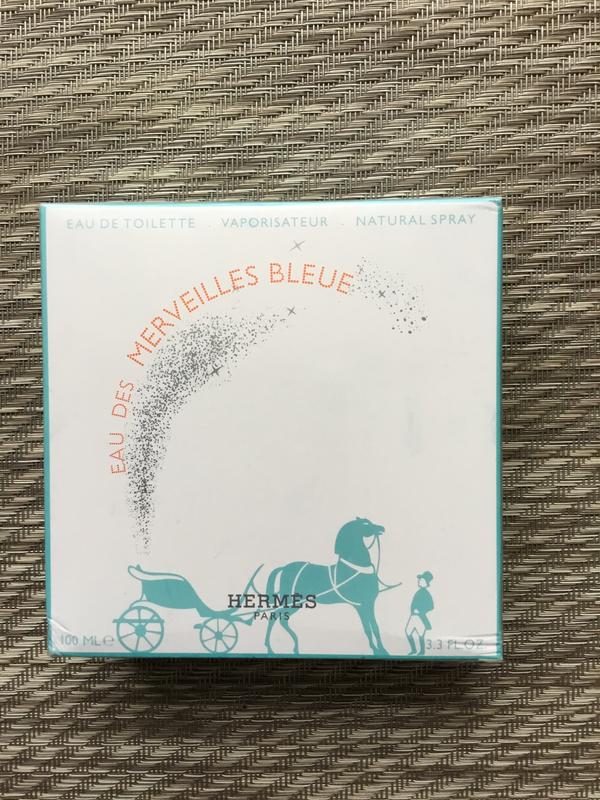 EAU DE TOILETTE . VAPORISATEUR . NATURAL SPRAY
EAU DES MERVEILLES BLEUE
HERMÈS
PARIS
100 ML ℮
3.3 FL.OZ.